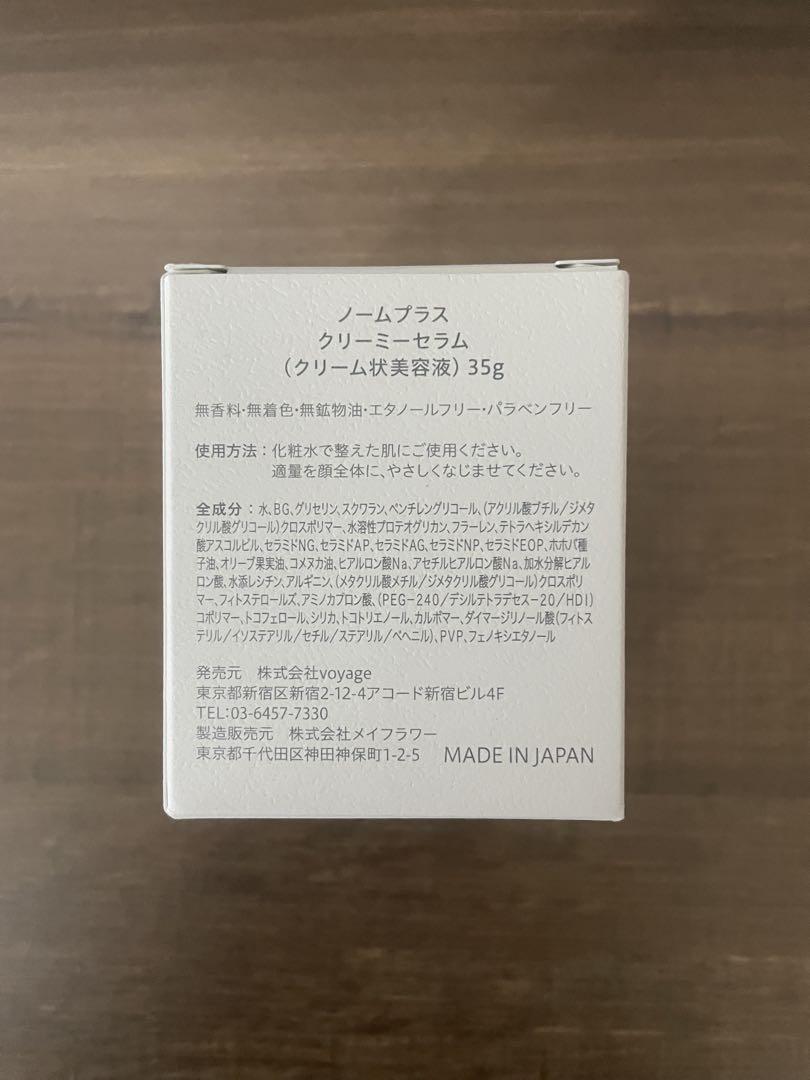 ノームプラス
クリーミーセラム
（クリーム状美容液）35g
無香料・無着色・無鉱物油・エタノールフリー・パラベンフリー
使用方法：化粧水で整えた肌にご使用ください。
適量を顔全体に、やさしくなじませてください。
全成分：水、BG、グリセリン、スクワラン、ペンチレングリコール、（アクリル酸ブチル／ジメタ
クリル酸グリコール）クロスポリマー、水溶性プロテオグリカン、フラーレン、テトラヘキシルデカン
酸アスコルビル、セラミドNG、セラミドAP、セラミドAG、セラミドNP、セラミドEOP、ホホバ種
子油、オリーブ果実油、コメヌカ油、ヒアルロン酸Na、アセチルヒアルロン酸Na、加水分解ヒアル
ロン酸、水添レシチン、アルギニン、（メタクリル酸メチル／ジメタクリル酸グリコール）クロスポリ
マー、フィトステロールズ、アミノカプロン酸、（PEG-240／デシルテトラデセス-20／HDI）
コポリマー、トコフェロール、シリカ、トコトリエノール、カルボマー、ダイマージリノール酸（フィトス
テリル／イソステアリル／セチル／ステアリル／ベヘニル）、PVP、フェノキシエタノール
発売元　株式会社voyage
東京都新宿区新宿2-12-4アコード新宿ビル4F
TEL:03-6457-7330
製造販売元　株式会社メイフラワー
東京都千代田区神田神保町1-2-5　MADE IN JAPAN